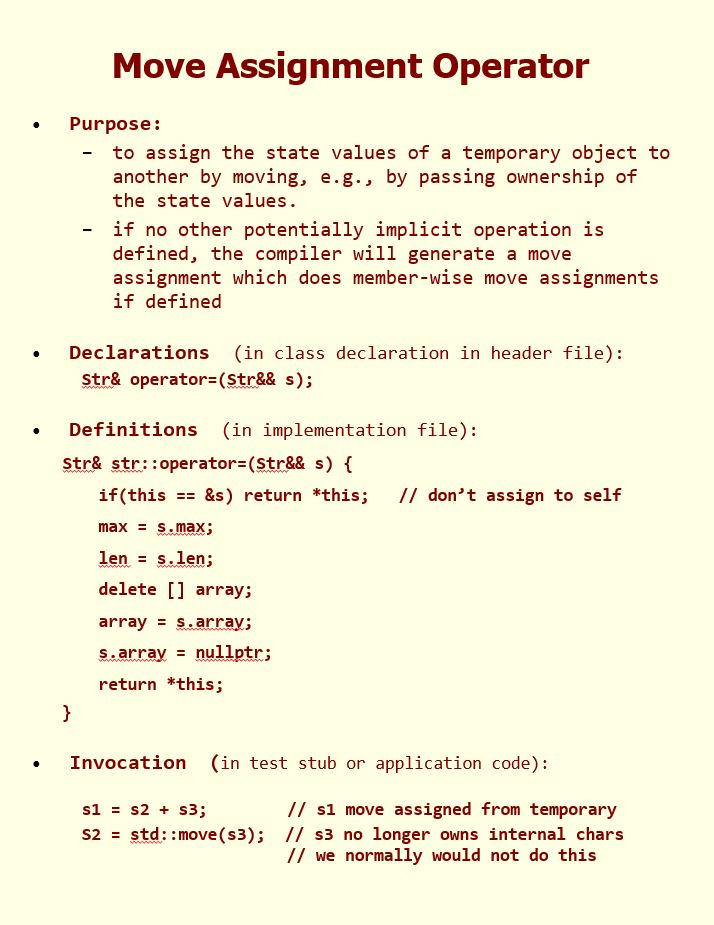 Move Assignment Operator
• Purpose:
– to assign the state values of a temporary object to
another by moving, e.g., by passing ownership of
the state values.
– if no other potentially implicit operation is
defined, the compiler will generate a move
assignment which does member-wise move assignments
if defined
• Declarations (in class declaration in header file):
Str& operator=(Str&& s);
• Definitions (in implementation file):
Str& str::operator=(Str&& s) {
if(this == &s) return *this; // don’t assign to self
max = s.max;
len = s.len;
delete [] array;
array = s.array;
s.array = nullptr;
return *this;
}
• Invocation (in test stub or application code):
s1 = s2 + s3; // s1 move assigned from temporary
S2 = std::move(s3); // s3 no longer owns internal chars
// we normally would not do this